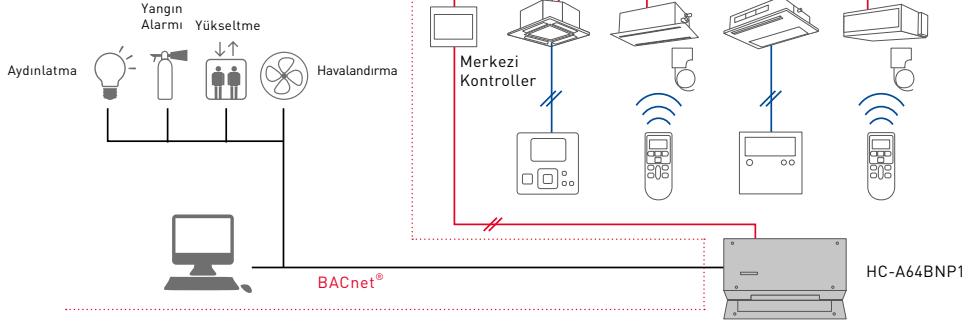 Yangın
Alarmı
Yükseltme
Aydınlatma
Havalandırma
Merkezi
Kontroller
BACnet®
HC-A64BNP1